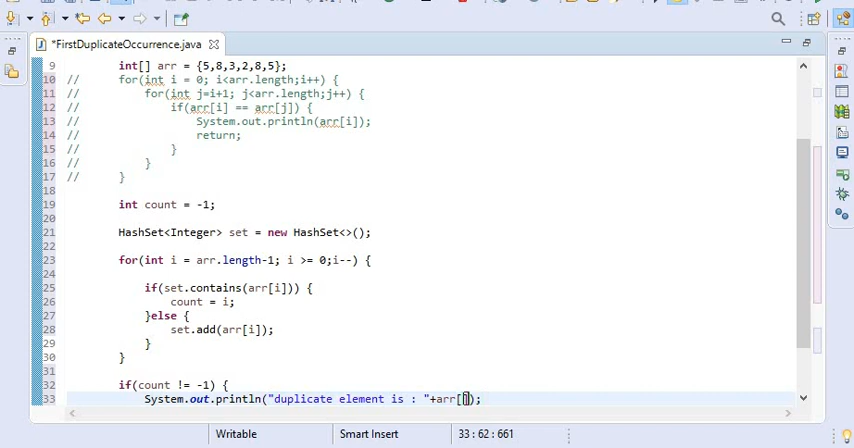 *FirstDuplicateOccurrence.java
9 int[] arr = {5,8,3,2,8,5};
10 // for(int i = 0; i<arr.length;i++) {
11 // for(int j=i+1; j<arr.length;j++) {
12 // if(arr[i] == arr[j]) {
13 // System.out.println(arr[i]);
14 // return;
15 // }
16 // }
17 // }
18
19 int count = -1;
20
21 HashSet<Integer> set = new HashSet<>();
22
23 for(int i = arr.length-1; i >= 0;i--) {
24
25 if(set.contains(arr[i])) {
26 count = i;
27 }else {
28 set.add(arr[i]);
29 }
30 }
31
32 if(count != -1) {
33 System.out.println("duplicate element is : "+arr[]);
Writable Smart Insert 33 : 62 : 661